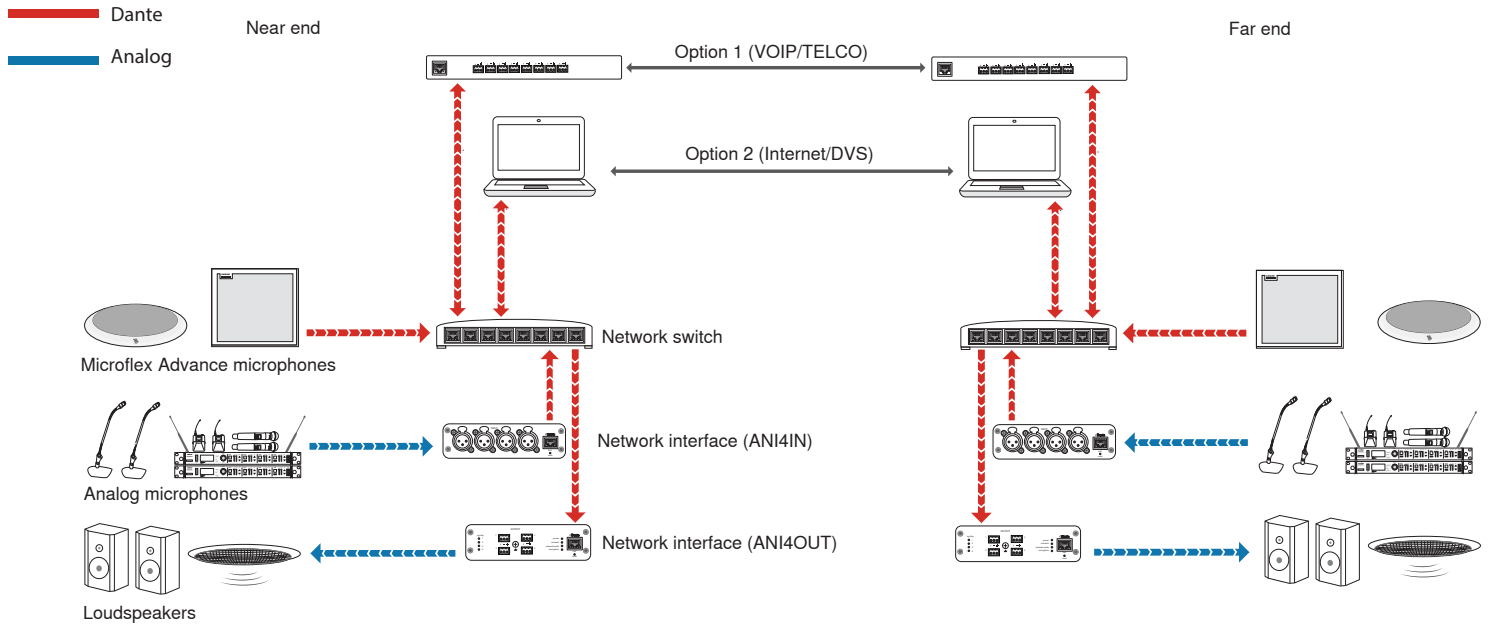 Dante
Near end
Far end
Analog
Option 1 (VOIP/TELCO)
Option 2 (Internet/DVS)
Network switch
Microflex Advance microphones
Network interface (ANI4IN)
Analog microphones
Network interface (ANI4OUT)
Loudspeakers